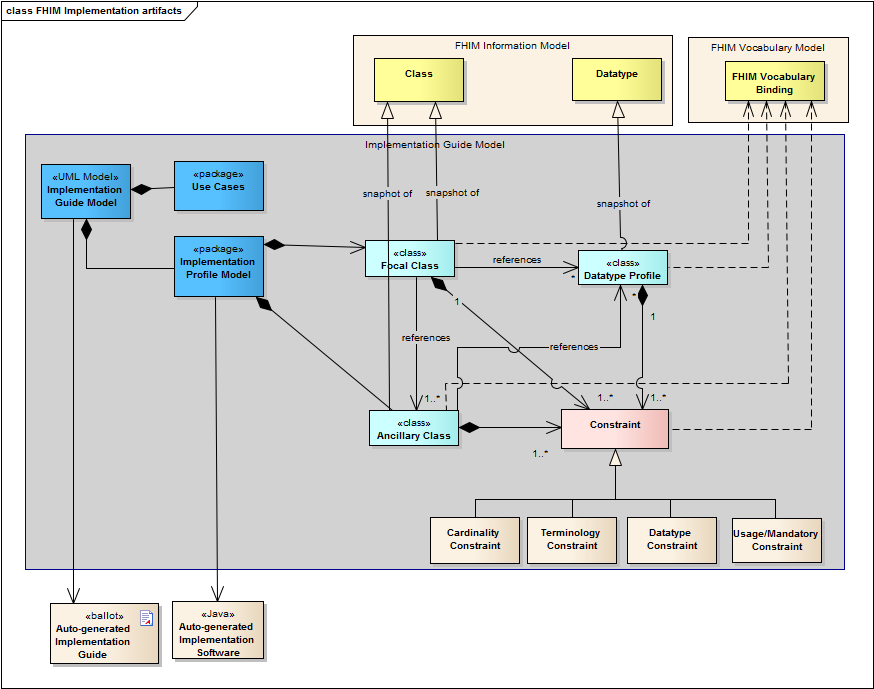 class FHIM Implementation artifacts
FHIM Information Model
Class
Datatype
FHIM Vocabulary Model
FHIM Vocabulary
Binding
Implementation Guide Model
«UML Model»
Implementation
Guide Model
«package»
Use Cases
snapshot of
snapshot of
snapshot of
«package»
Implementation
Profile Model
«class»
Focal Class
references
*
«class»
Datatype Profile
1
*
1
references
references
1..*
1..*
1..*
«class»
Ancillary Class
Constraint
1..*
Cardinality
Constraint
Terminology
Constraint
Datatype
Constraint
Usage/Mandatory
Constraint
«ballot»
Auto-generated
Implementation
Guide
«Java»
Auto-generated
Implementation
Software